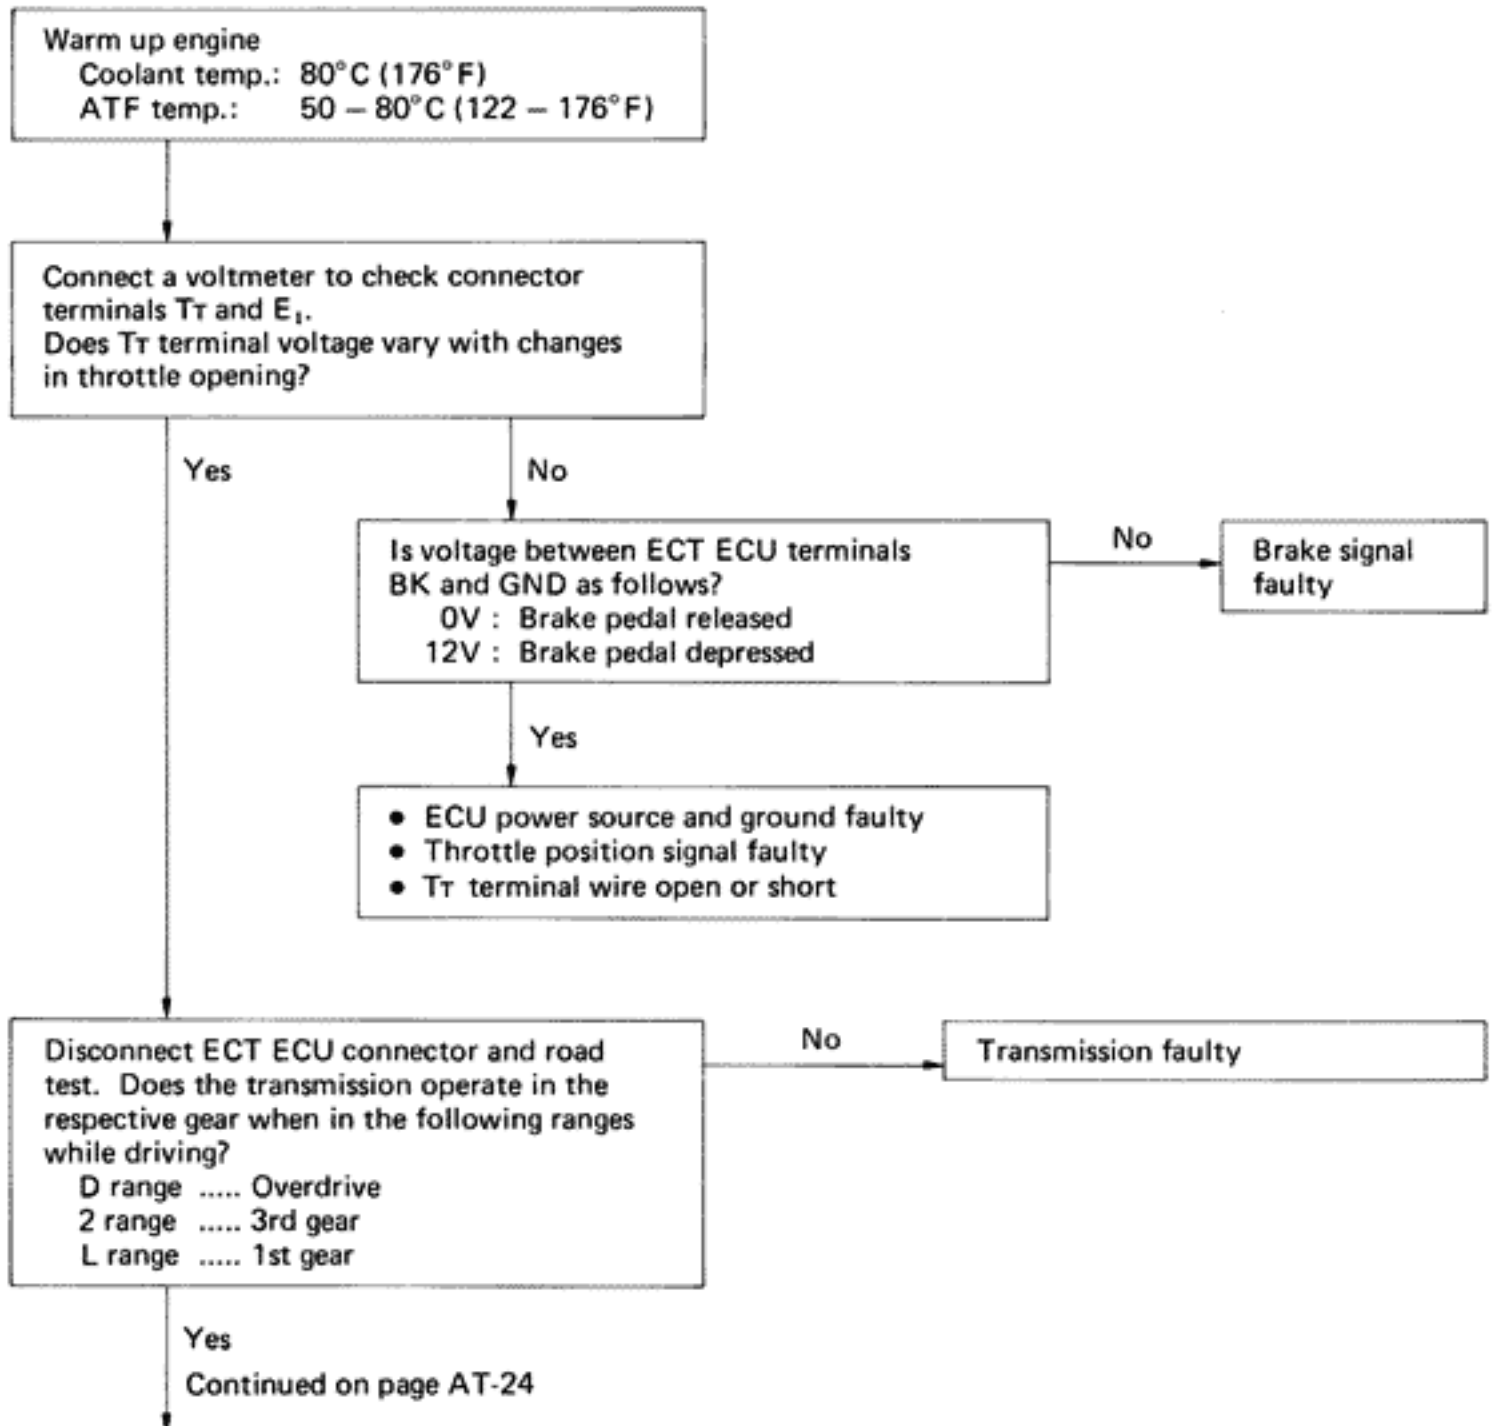 Warm up engine
Coolant temp.: 80°C (176°F)
ATF temp.: 50 – 80°C (122 – 176°F)
Connect a voltmeter to check connector
terminals TT and E1.
Does TT terminal voltage vary with changes
in throttle opening?
Yes
No
Is voltage between ECT ECU terminals
BK and GND as follows?
0V : Brake pedal released
12V : Brake pedal depressed
No
Brake signal
faulty
Yes
• ECU power source and ground faulty
• Throttle position signal faulty
• TT terminal wire open or short
Disconnect ECT ECU connector and road
test. Does the transmission operate in the
respective gear when in the following ranges
while driving?
D range ..... Overdrive
2 range ..... 3rd gear
L range ..... 1st gear
No
Transmission faulty
Yes
Continued on page AT-24